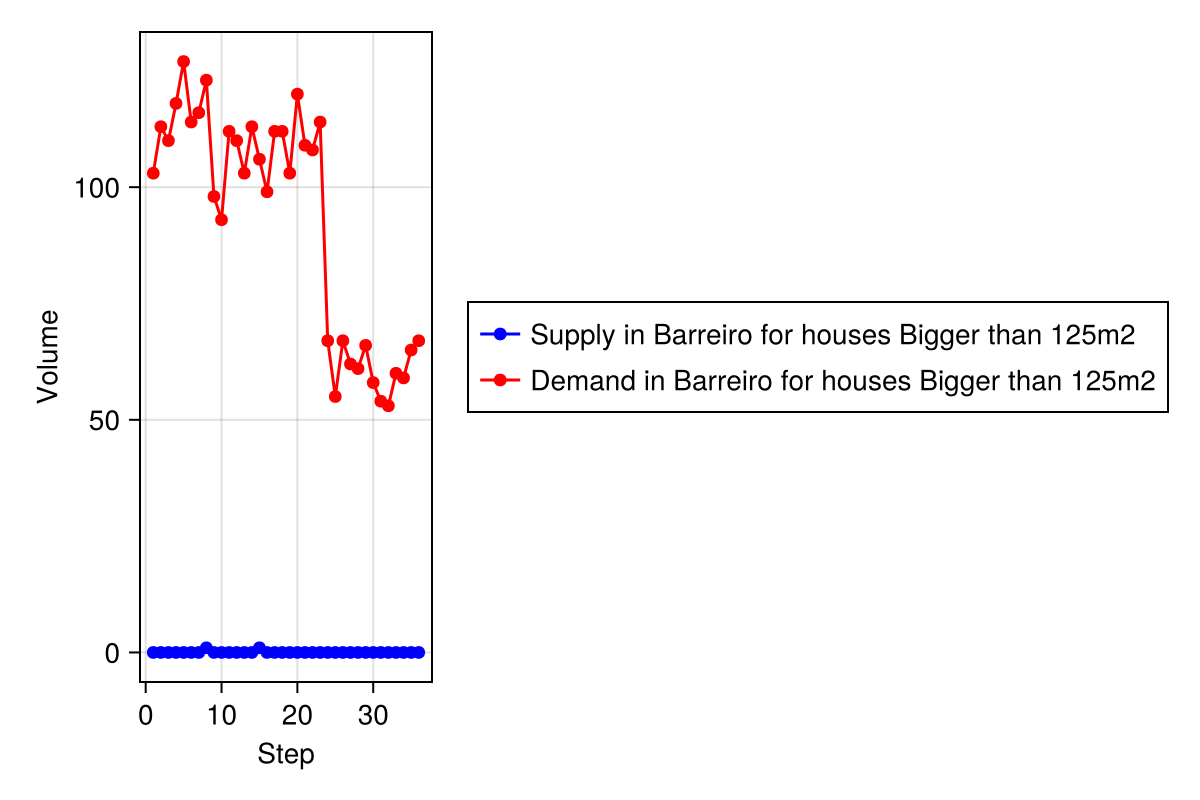 Volume
100
50
0
0 10 20 30
Step
Supply in Barreiro for houses Bigger than 125m2
Demand in Barreiro for houses Bigger than 125m2